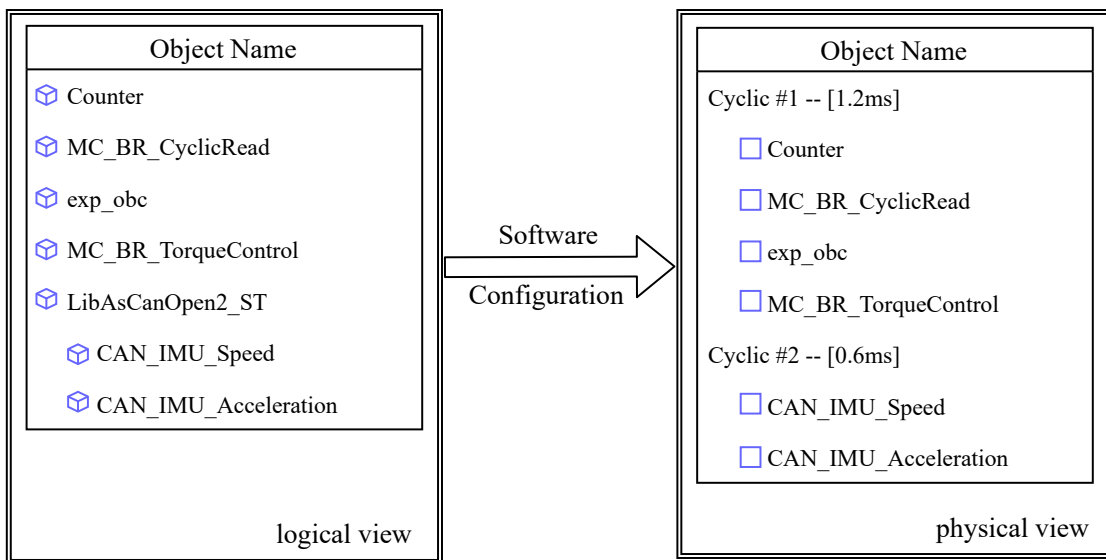 Object Name
Counter
MC_BR_CyclicRead
exp_obc
MC_BR_TorqueControl
LibAsCanOpen2_ST
CAN_IMU_Speed
CAN_IMU_Acceleration
logical view
Software
Configuration
Object Name
Cyclic #1 -- [1.2ms]
Counter
MC_BR_CyclicRead
exp_obc
MC_BR_TorqueControl
Cyclic #2 -- [0.6ms]
CAN_IMU_Speed
CAN_IMU_Acceleration
physical view